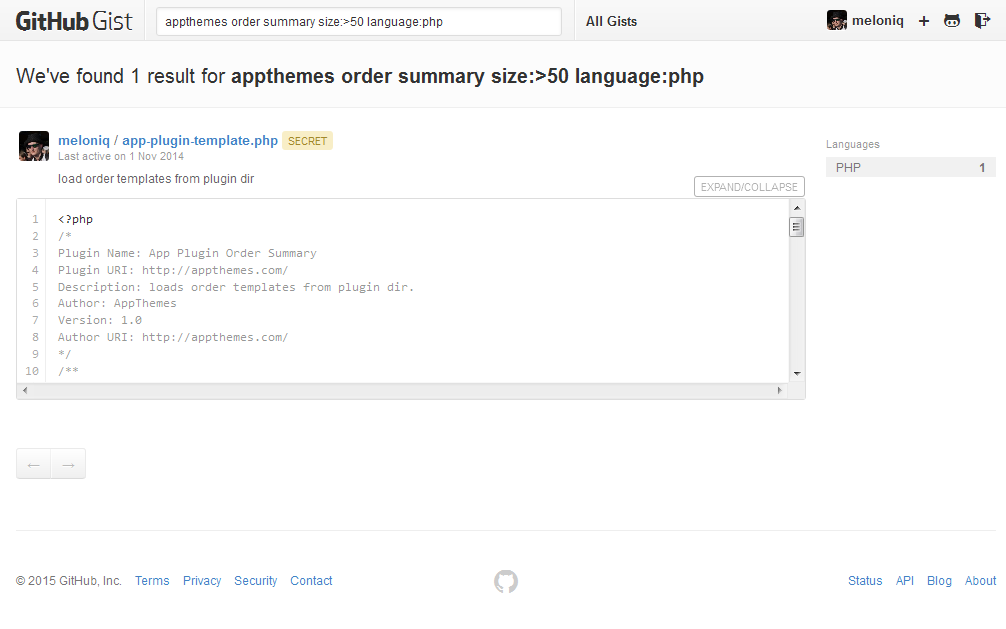 GitHub Gist appthemes order summary size:>50 language:php All Gists meloniq
We've found 1 result for appthemes order summary size:>50 language:php
meloniq / app-plugin-template.php SECRET
Last active on 1 Nov 2014
load order templates from plugin dir
EXPAND/COLLAPSE
1 <?php
2 /*
3 Plugin Name: App Plugin Order Summary
4 Plugin URI: http://appthemes.com/
5 Description: loads order templates from plugin dir.
6 Author: AppThemes
7 Version: 1.0
8 Author URI: http://appthemes.com/
9 */
10 /**
Languages
PHP 1
← →
© 2015 GitHub, Inc. Terms Privacy Security Contact
Status API Blog About